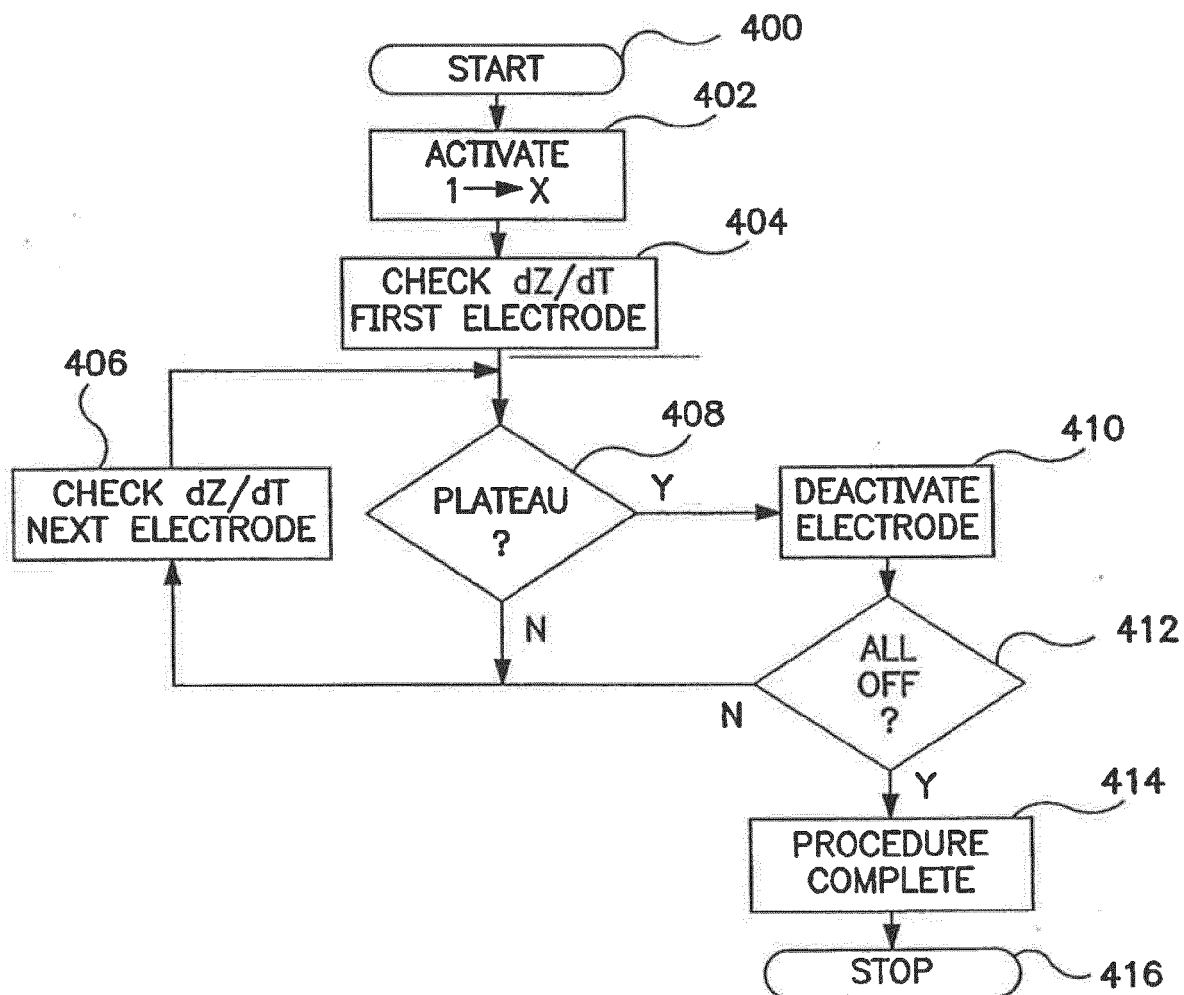 400
START
402
ACTIVATE
1 → X
404
CHECK dZ/dT
FIRST ELECTRODE
406
CHECK dZ/dT
NEXT ELECTRODE
408
PLATEAU
?
Y
N
410
DEACTIVATE
ELECTRODE
412
ALL
OFF
?
N
Y
414
PROCEDURE
COMPLETE
STOP
416